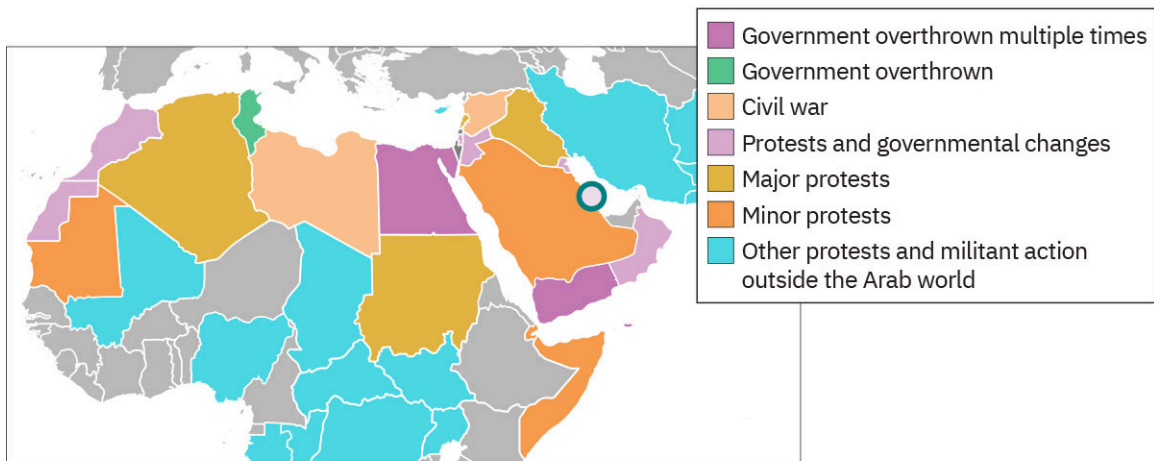 Government overthrown multiple times
Government overthrown
Civil war
Protests and governmental changes
Major protests
Minor protests
Other protests and militant action
outside the Arab world